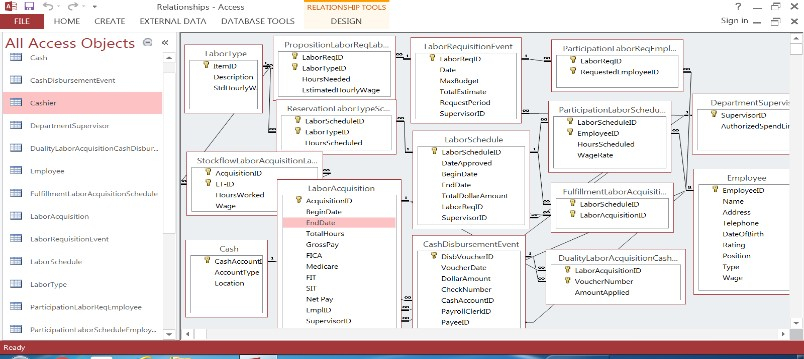 Relationships - Access
RELATIONSHIP TOOLS
Sign in
FILE
HOME
CREATE
EXTERNAL DATA
DATABASE TOOLS
DESIGN
All Access Objects
Cash
CashDisbursementEvent
Cashier
DepartmentSupervisor
DualityLaborAcquisitionCashDisbur...
Employee
FulfillmentLaborAcquisitionSchedule
LaborAcquisition
LaborRequisitionEvent
LaborSchedule
LaborType
ParticipationLaborReqEmployee
ParticipationLaborScheduleEmploy...
LaborType
ItemID
Description
StdHourlyW
PropositionLaborReqLab...
LaborReqID
LaborTypeID
HoursNeeded
EstimatedHourlyWage
ReservationLaborTypeSc...
LaborScheduleID
LaborTypeID
HoursScheduled
StockflowLaborAcquisitionLa...
AcquisitionID
LT-ID
HoursWorked
Wage
LaborAcquisition
AcquisitionID
BeginDate
EndDate
TotalHours
GrossPay
FICA
Medicare
FIT
SIT
Net Pay
EmplID
SupervisorID
Cash
CashAccountI
AccountType
Location
LaborRequisitionEvent
LaborReqID
Date
MaxBudget
TotalEstimate
RequestPeriod
SupervisorID
LaborSchedule
LaborScheduleID
DateApproved
BeginDate
EndDate
TotalDollarAmount
LaborReqID
SupervisorID
CashDisbursementEvent
DisbVoucherID
VoucherDate
DollarAmount
CheckNumber
CashAccountID
PayrollClerkID
PayeeID
ParticipationLaborReqEmpl...
LaborReqID
RequestedEmployeeID
ParticipationLaborSchedu...
LaborScheduleID
EmployeeID
HoursScheduled
WageRate
FulfillmentLaborAcquisiti...
LaborScheduleID
LaborAcquisitionID
DualityLaborAcquisitionCash...
LaborAcquisitionID
VoucherNumber
AmountApplied
DepartmentSupervis
SupervisorID
AuthorizedSpendLin
Employee
EmployeeID
Name
Address
Telephone
DateOfBirth
Rating
Position
Type
Wage
Ready